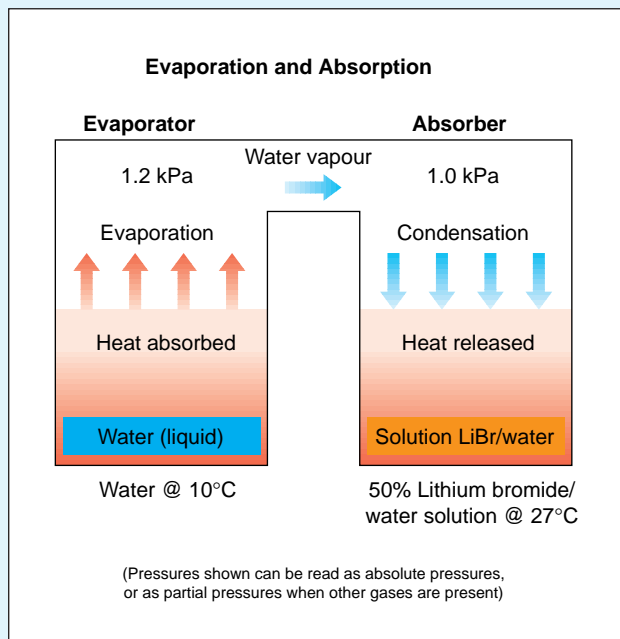 Evaporation and Absorption
Evaporator
Absorber
Water vapour
1.2 kPa
1.0 kPa
Evaporation
Condensation
Heat absorbed
Heat released
Water (liquid)
Solution LiBr/water
Water @ 10°C
50% Lithium bromide/
water solution @ 27°C
(Pressures shown can be read as absolute pressures,
or as partial pressures when other gases are present)